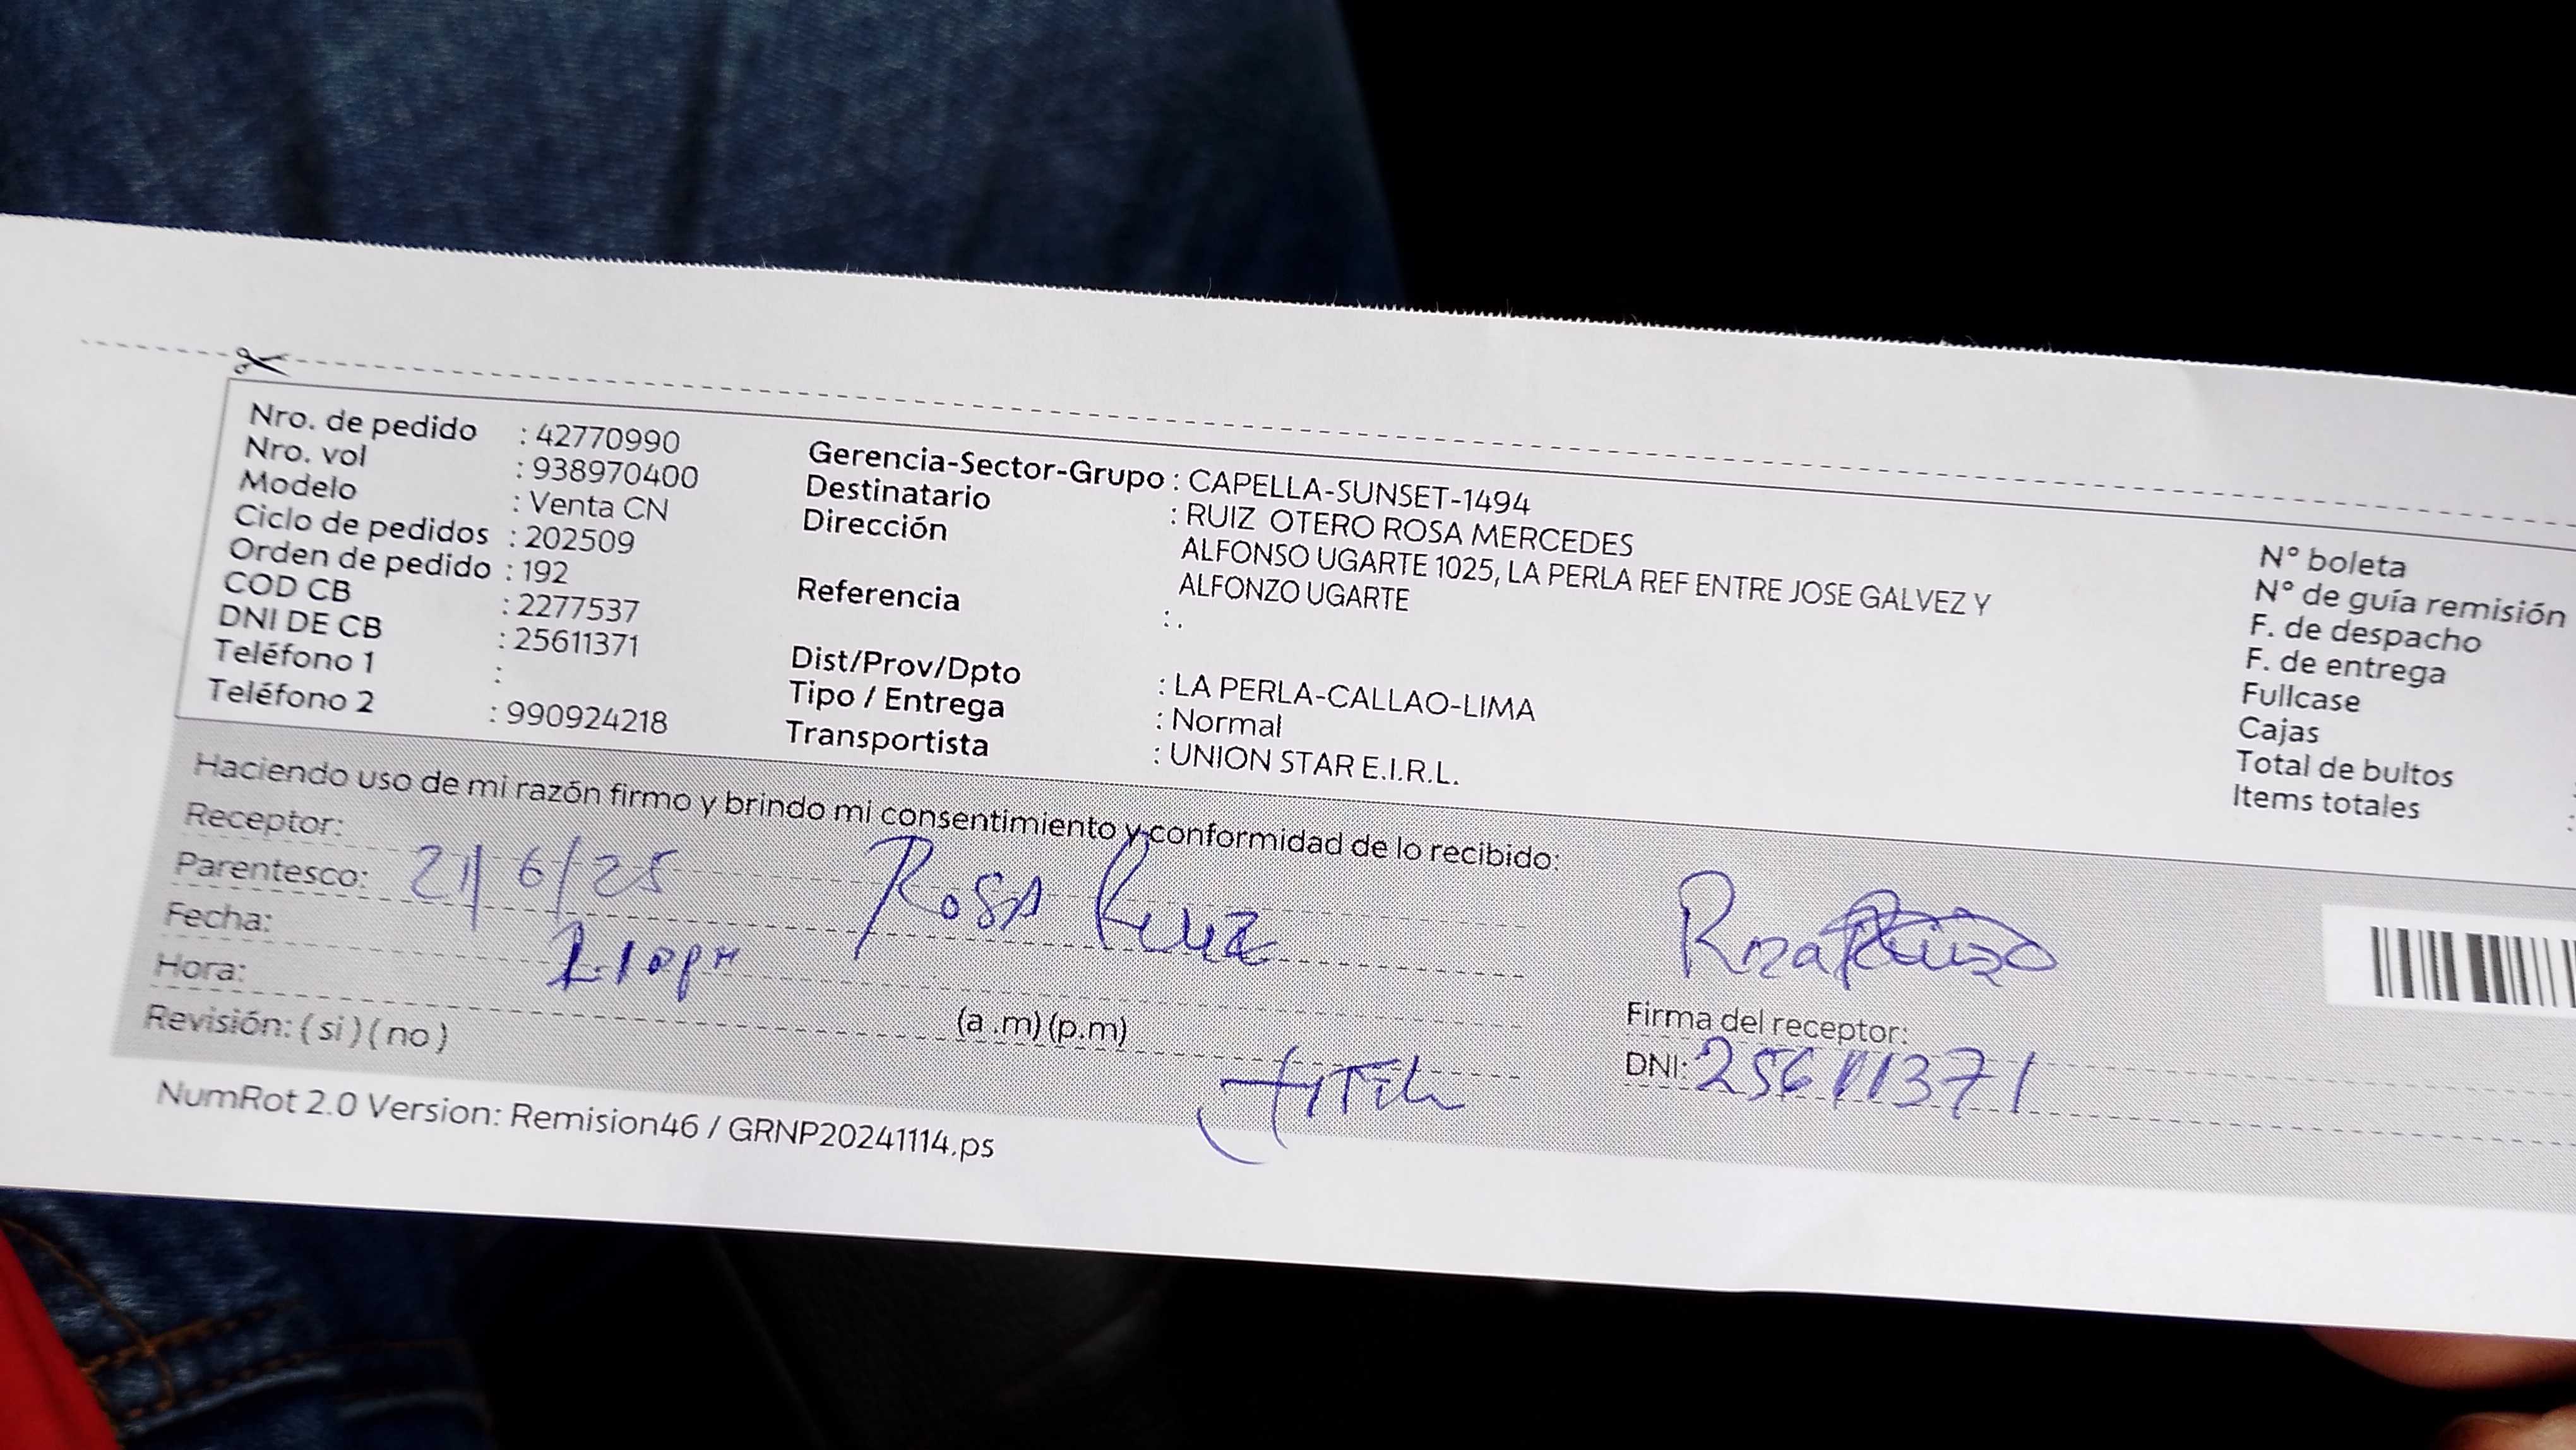 Nro. de pedido : 42770990
Nro. vol : 938970400
Modelo : Venta CN
Ciclo de pedidos : 202509
Orden de pedido : 192
COD CB : 2277537
DNI DE CB : 25611371
Teléfono 1 :
Teléfono 2 : 990924218
Gerencia-Sector-Grupo : CAPELLA-SUNSET-1494
Destinatario : RUIZ OTERO ROSA MERCEDES
Dirección ALFONSO UGARTE 1025, LA PERLA REF ENTRE JOSE GALVEZ Y
ALFONZO UGARTE
Referencia : .
Dist/Prov/Dpto : LA PERLA-CALLAO-LIMA
Tipo / Entrega : Normal
Transportista : UNION STAR E.I.R.L.
N° boleta
N° de guía remisión
F. de despacho
F. de entrega
Fullcase
Cajas
Total de bultos
Items totales
Haciendo uso de mi razón firmo y brindo mi consentimiento y conformidad de lo recibido:
Receptor:
Parentesco: 21/6/25 ROSA Ruiz
Fecha:
Hora: 2.10pm
(a .m) (p.m)
Revisión: ( si ) ( no )
Firma del receptor:
DNI: 25611371
NumRot 2.0 Version: Remision46 / GRNP20241114.ps